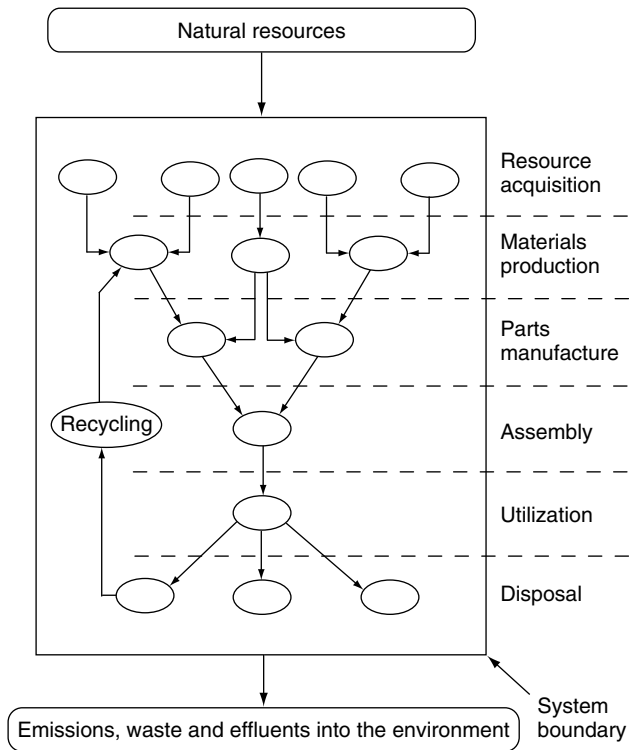 Natural resources
Resource
acquisition
Materials
production
Parts
manufacture
Recycling
Assembly
Utilization
Disposal
System
boundary
Emissions, waste and effluents into the environment